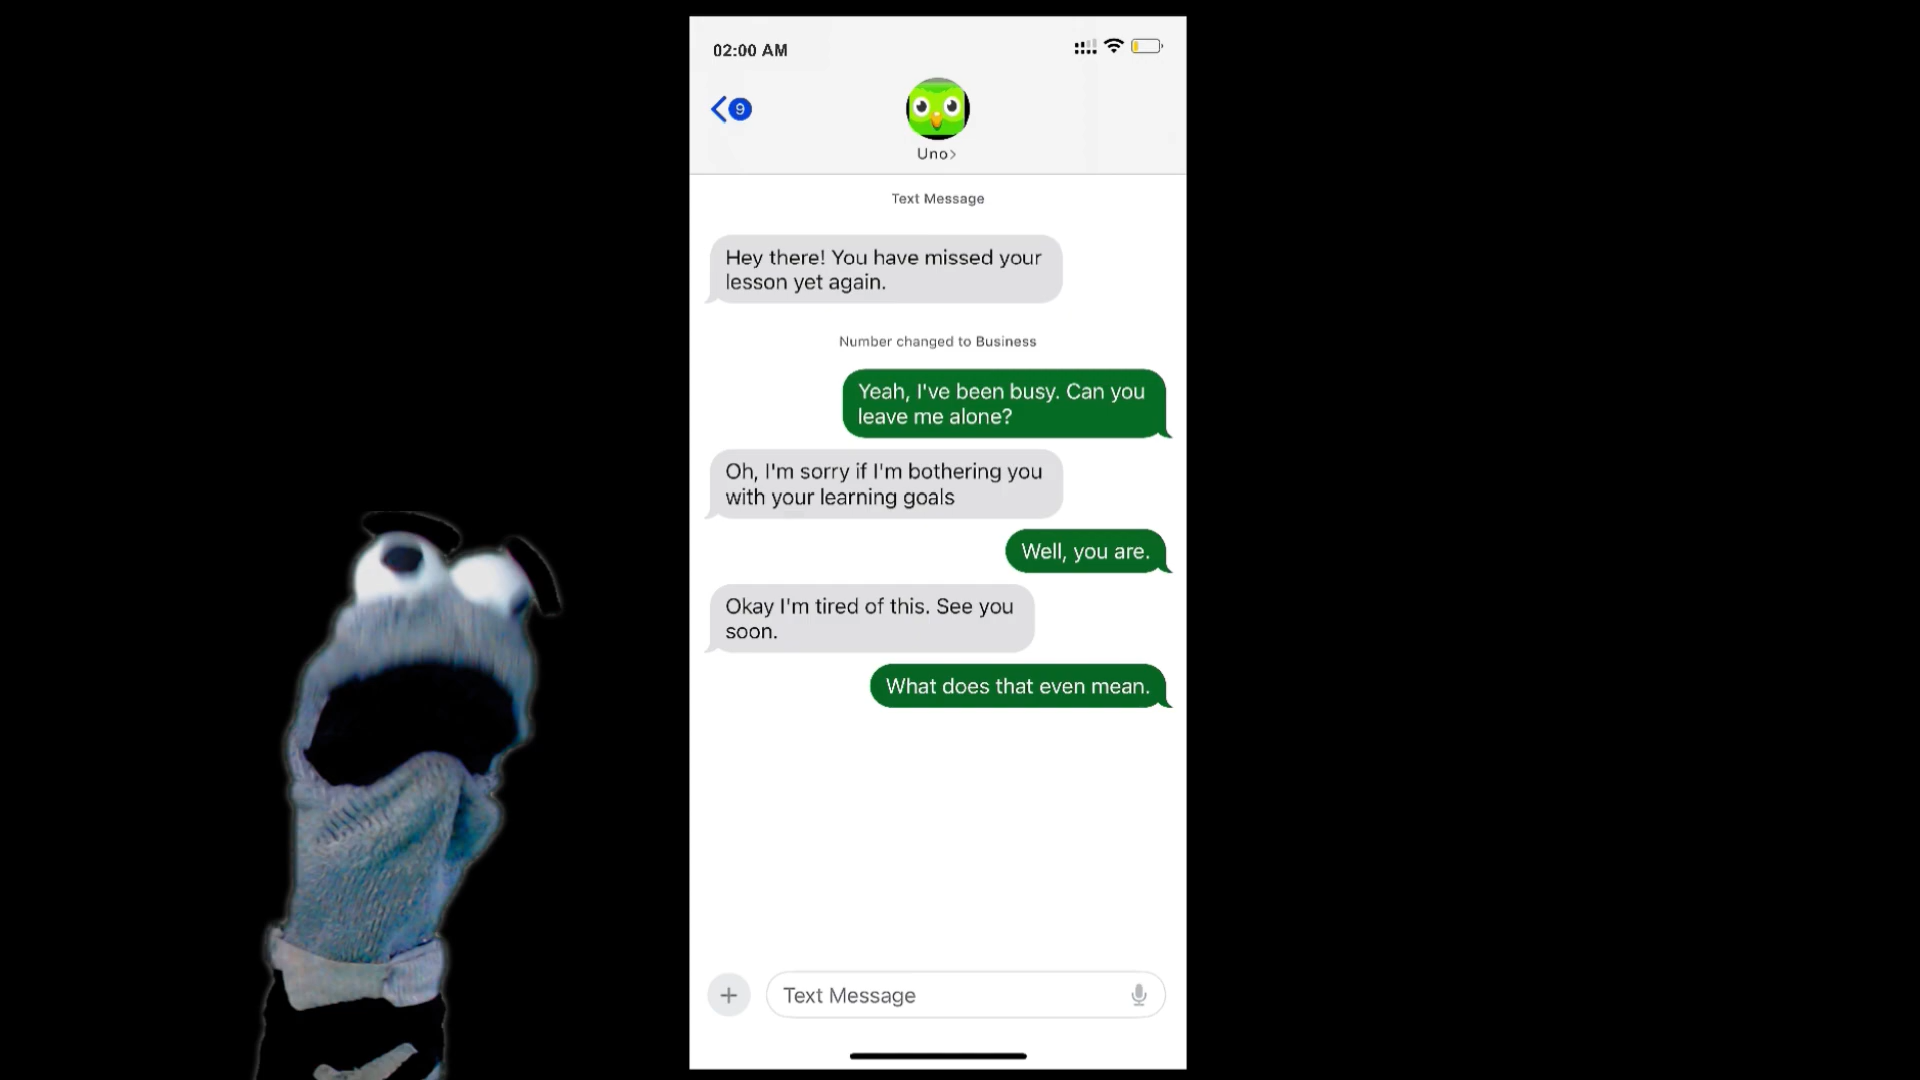 02:00 AM
9
Uno>
Text Message
Hey there! You have missed your
lesson yet again.
Number changed to Business
Yeah, I've been busy. Can you
leave me alone?
Oh, I'm sorry if I'm bothering you
with your learning goals
Well, you are.
Okay I'm tired of this. See you
soon.
What does that even mean.
Text Message